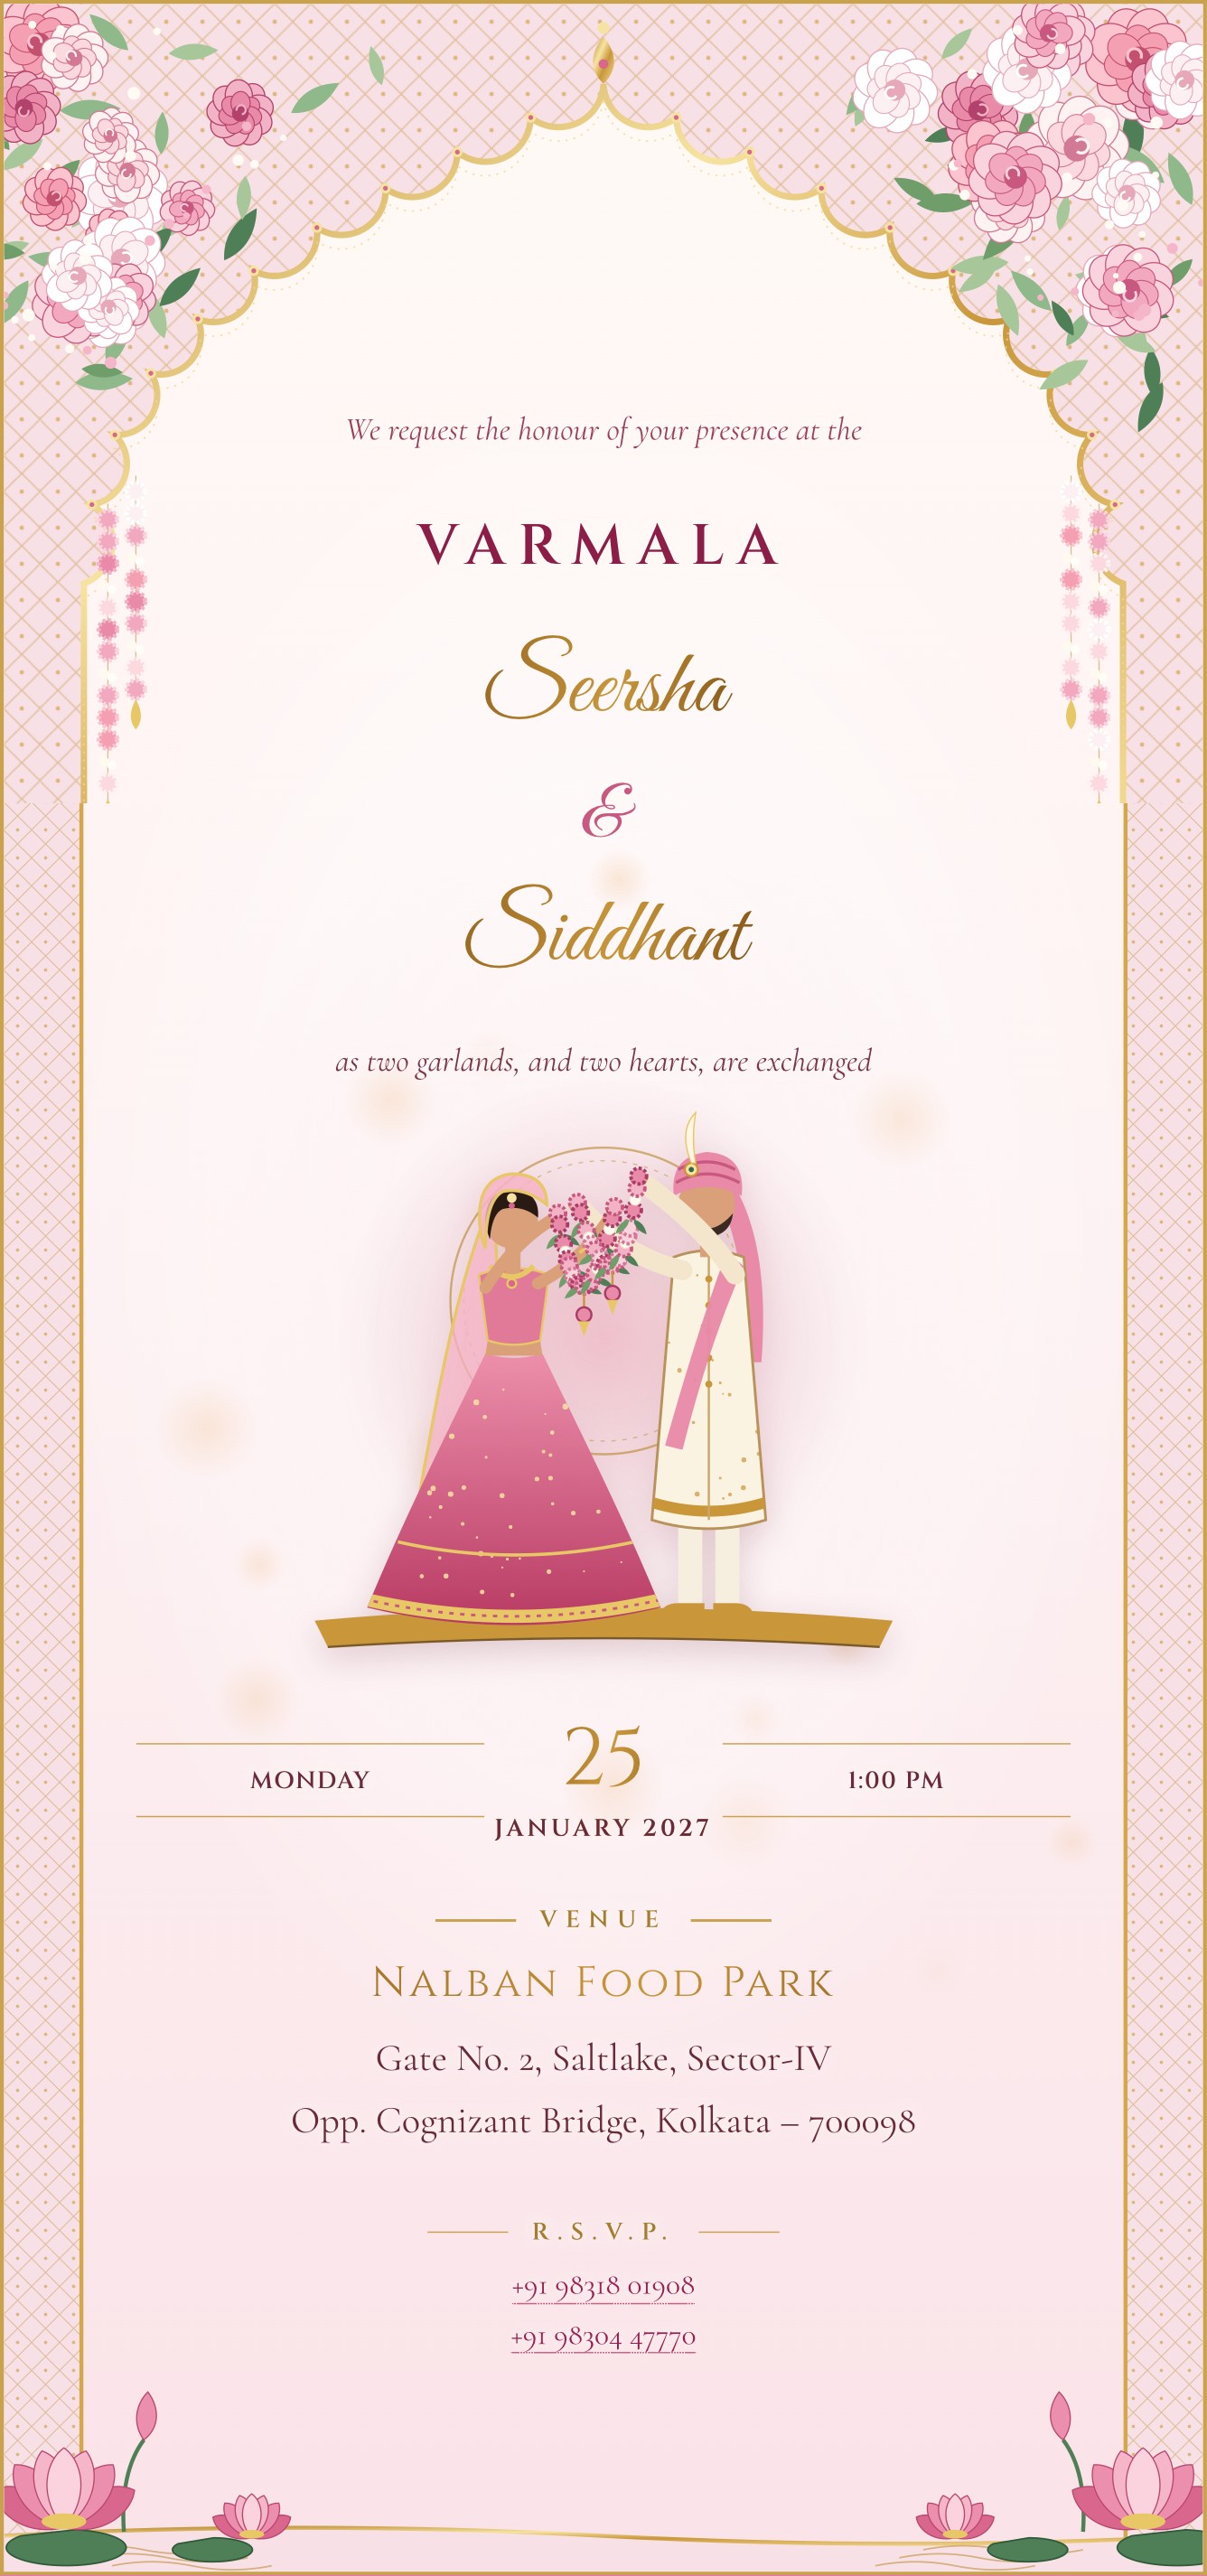 We request the honour of your presence at the
VARMALA
Seersha
&
Siddhant
as two garlands, and two hearts, are exchanged
MONDAY
25
JANUARY 2027
1:00 PM
VENUE
Nalban Food Park
Gate No. 2, Saltlake, Sector-IV
Opp. Cognizant Bridge, Kolkata – 700098
R.S.V.P.
+91 98318 01908
+91 98304 47770